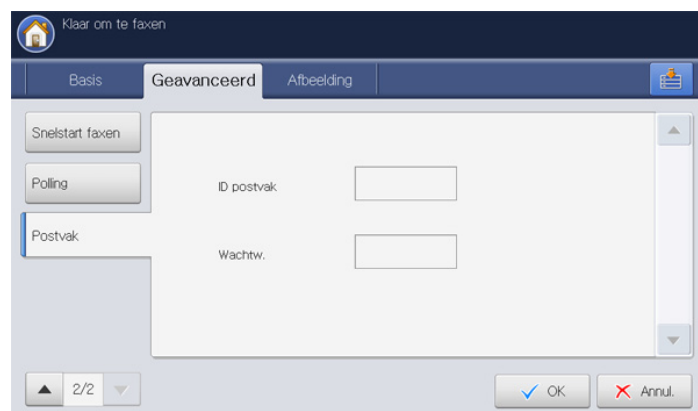 Klaar om te faxen
Basis
Geavanceerd
Afbeelding
Snelstart faxen
Polling
ID postvak
Postvak
Wachtw.
2/2
OK
Annul.